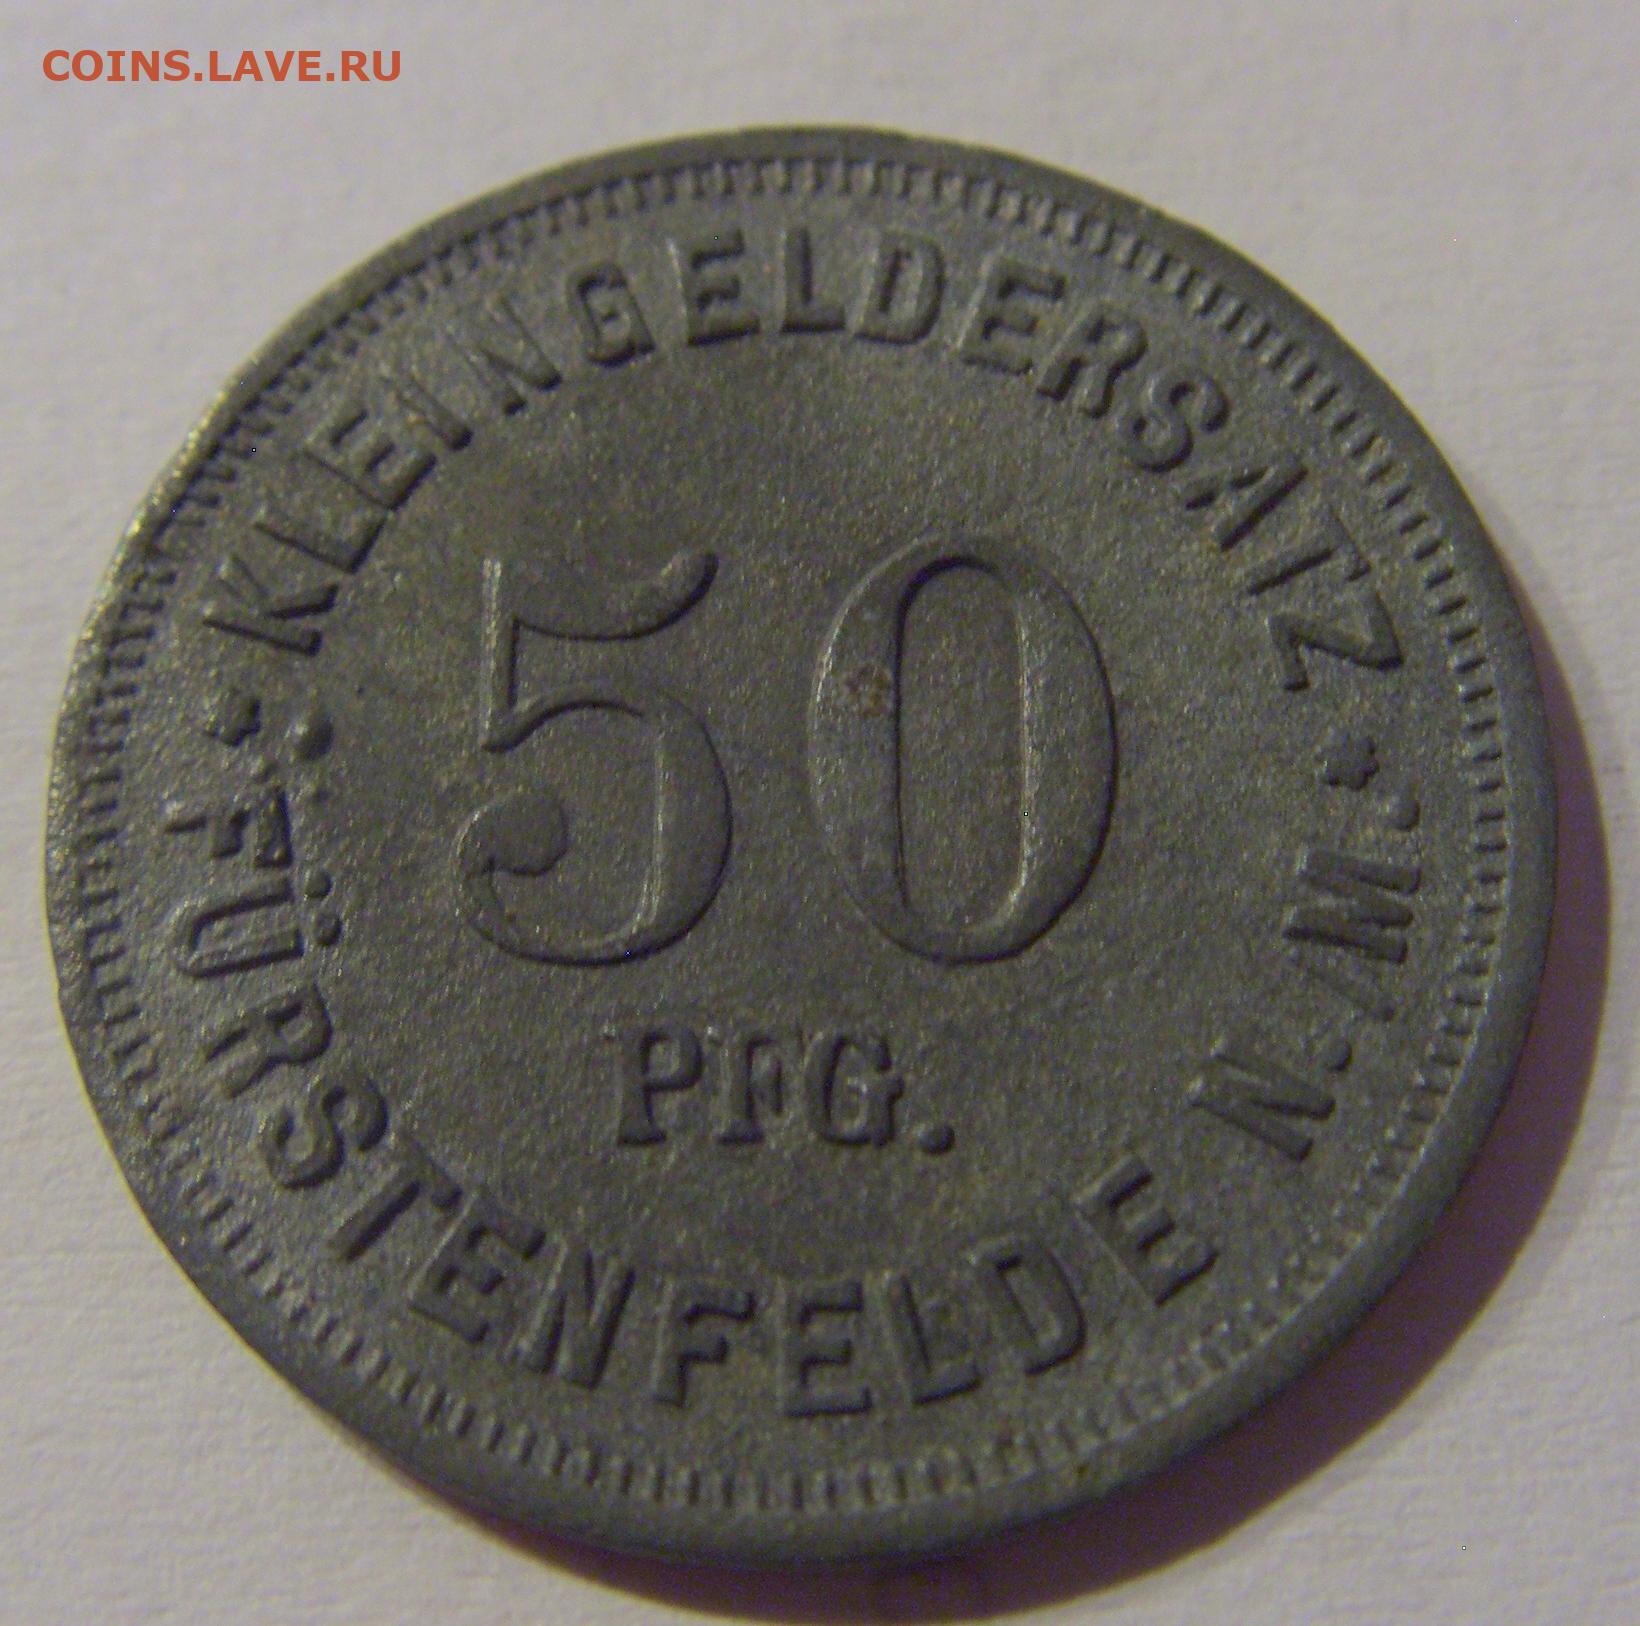 COINS.LAVE.RU
KLEINGELDERSATZ
50
PFG.
FÜRSTENFELDE N.M.